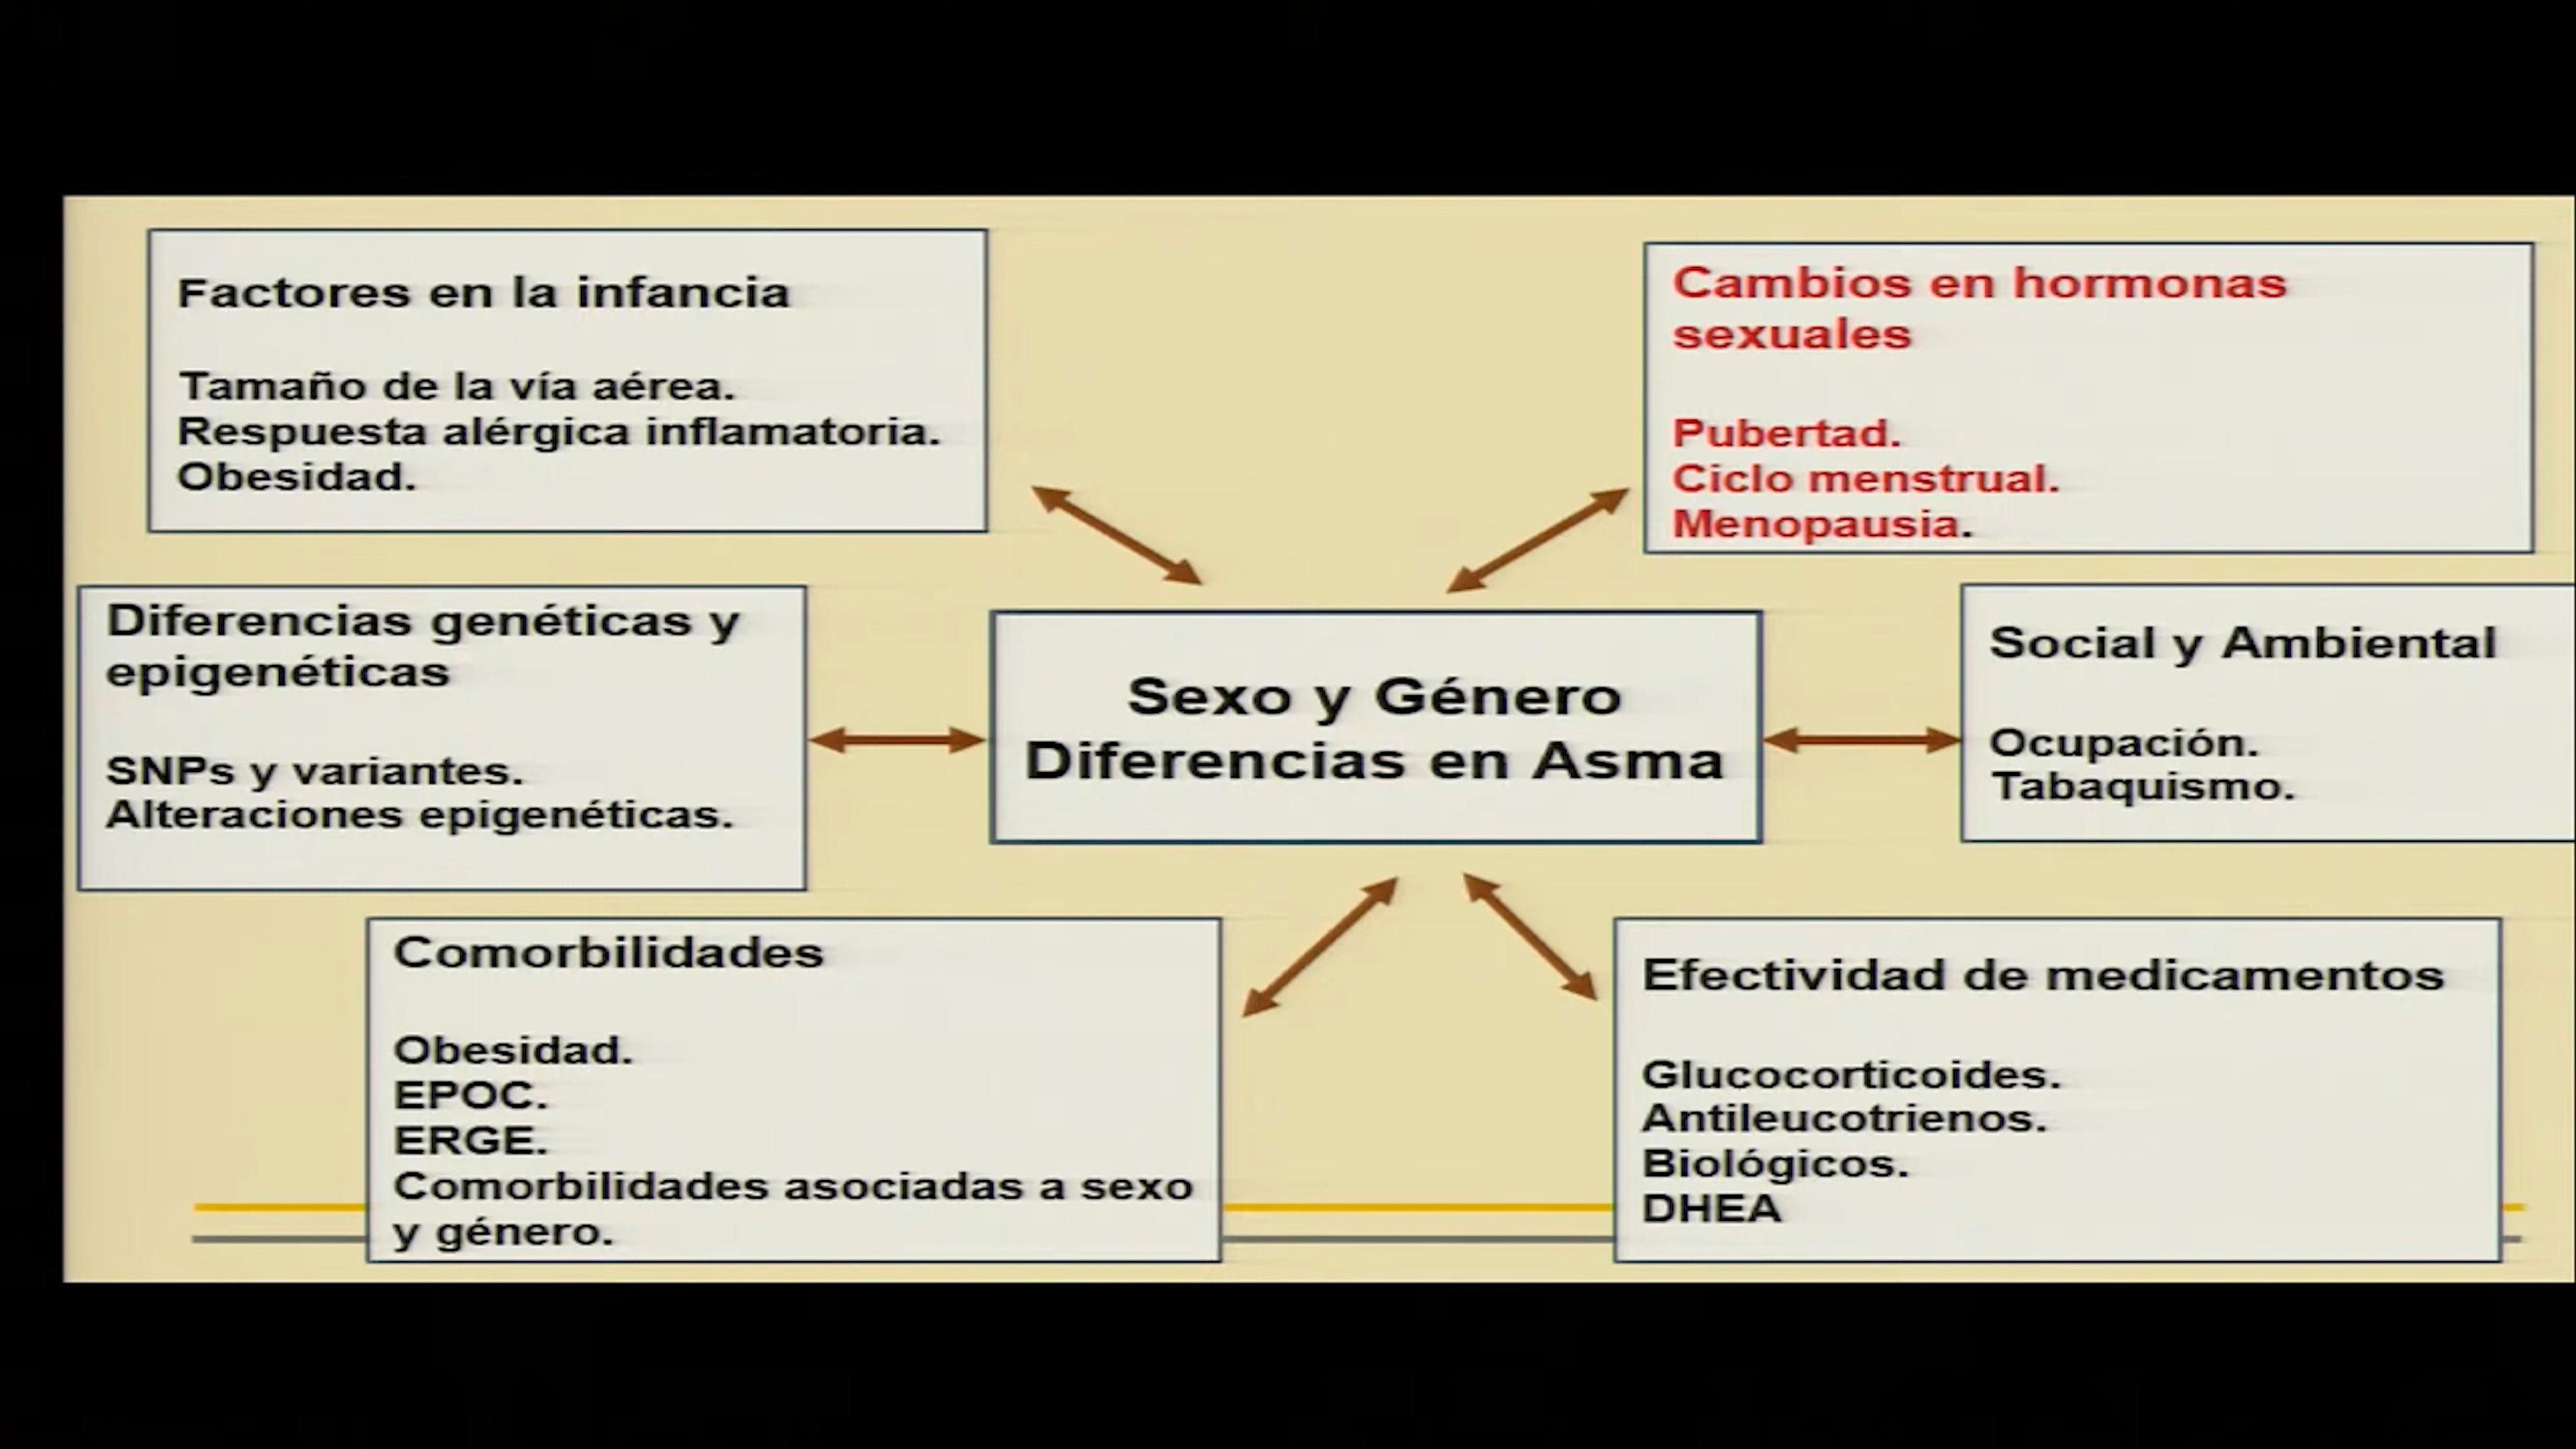 Factores en la infancia
Tamaño de la vía aérea.
Respuesta alérgica inflamatoria.
Obesidad.
Cambios en hormonas
sexuales
Pubertad.
Ciclo menstrual.
Menopausia.
Diferencias genéticas y
epigenéticas
SNPs y variantes.
Alteraciones epigenéticas.
Sexo y Género
Diferencias en Asma
Social y Ambiental
Ocupación.
Tabaquismo.
Comorbilidades
Obesidad.
EPOC.
ERGE.
Comorbilidades asociadas a sexo
y género.
Efectividad de medicamentos
Glucocorticoides.
Antileucotrienos.
Biológicos.
DHEA